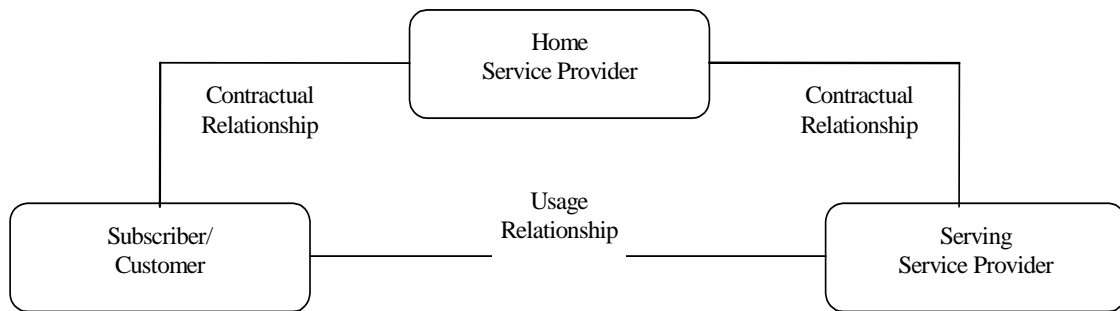 Home
Service Provider
Contractual
Relationship
Contractual
Relationship
Usage
Relationship
Subscriber/
Customer
Serving
Service Provider